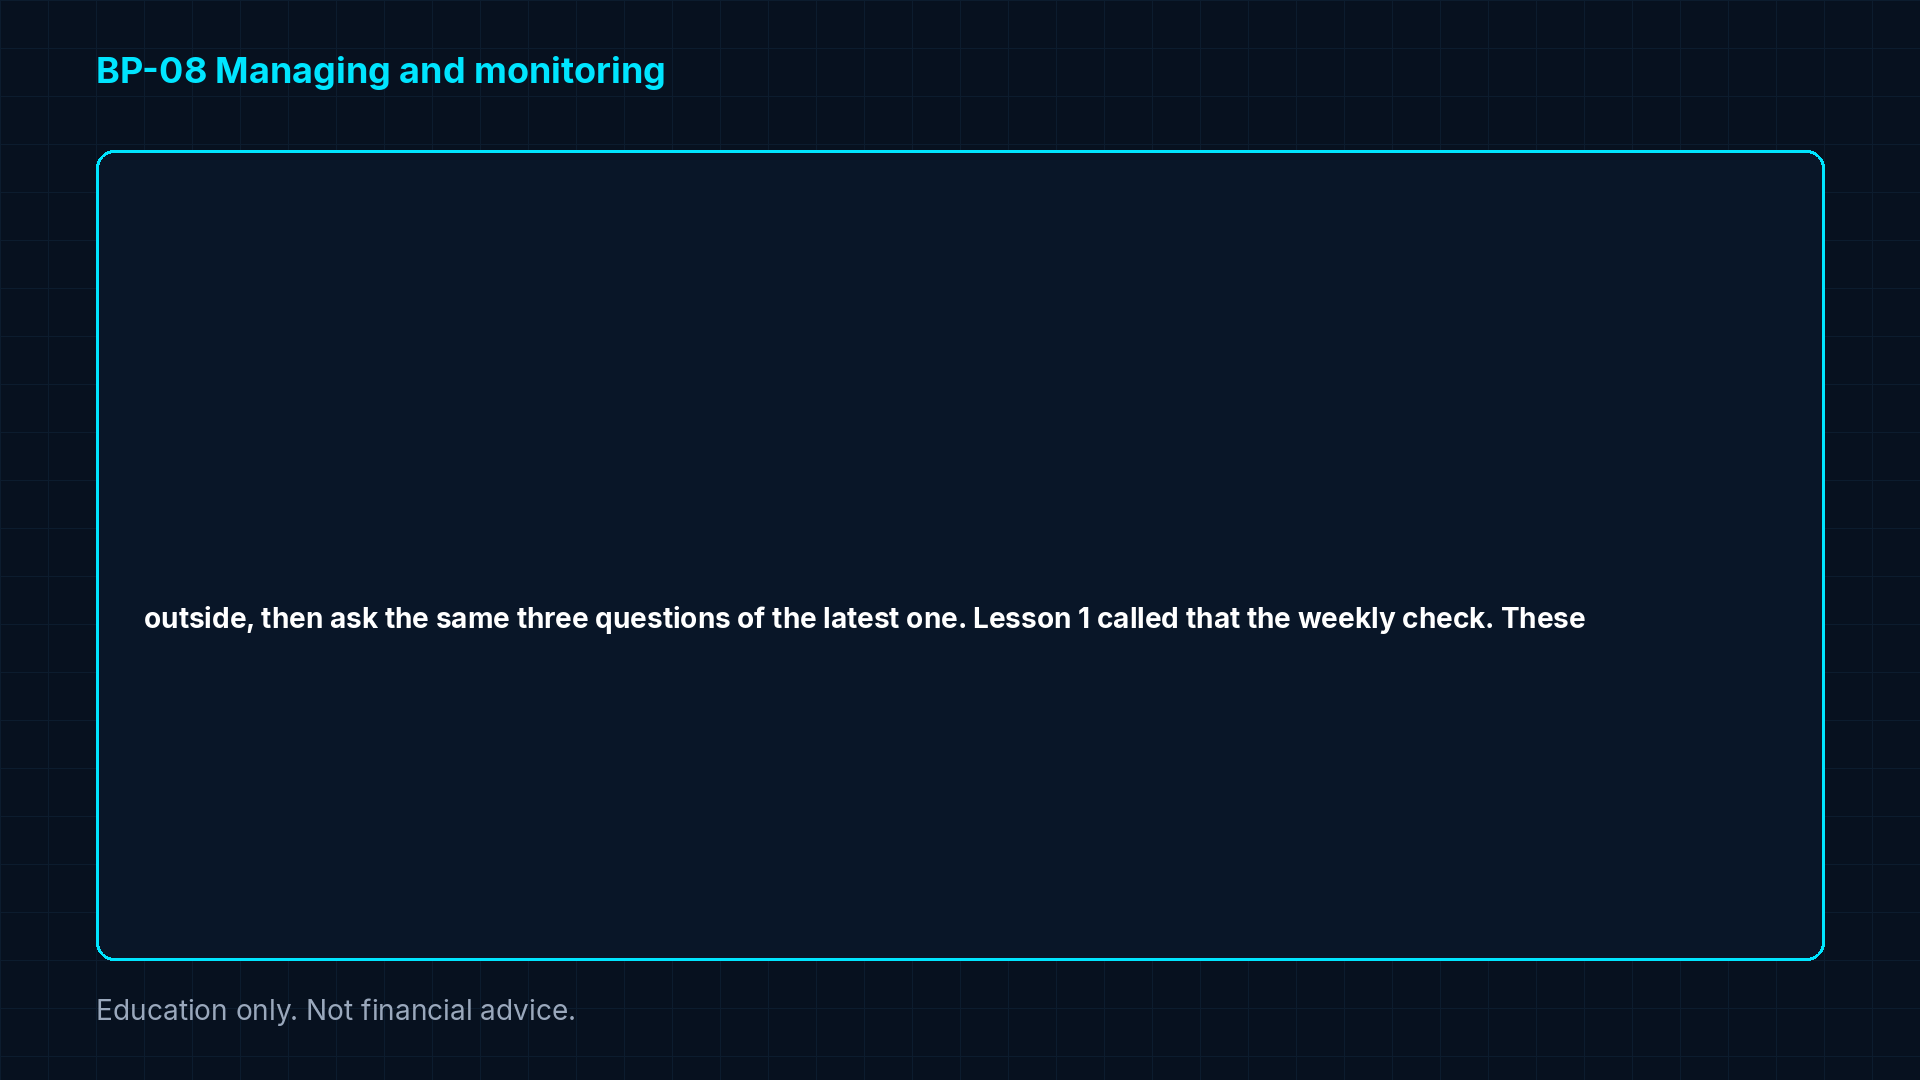 BP-08 Managing and monitoring
outside, then ask the same three questions of the latest one. Lesson 1 called that the weekly check. These
Education only. Not financial advice.